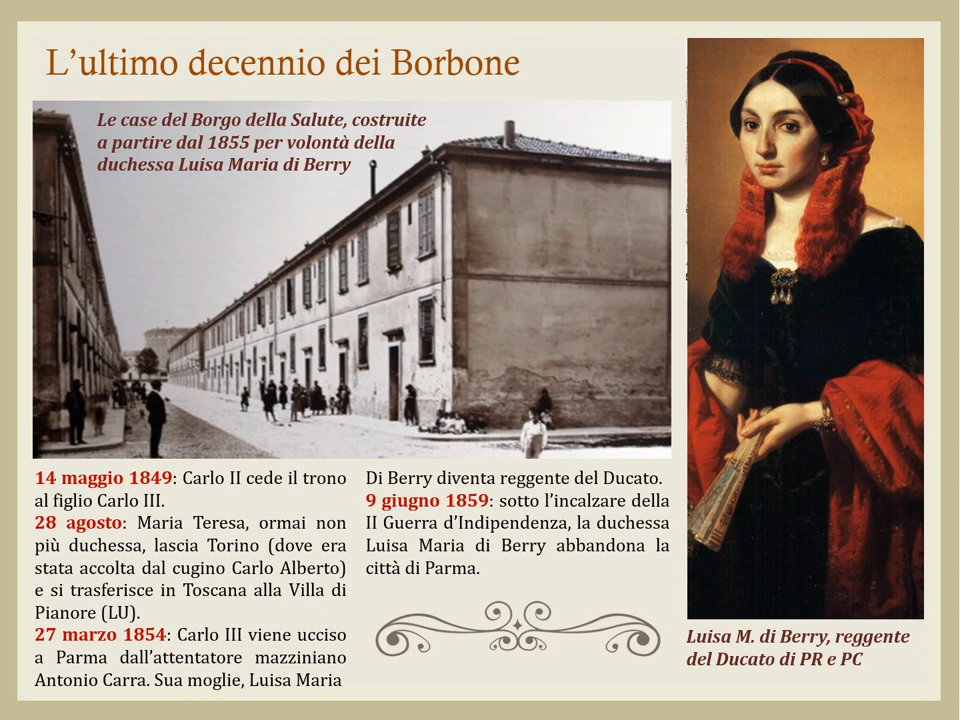 L’ultimo decennio dei Borbone
Le case del Borgo della Salute, costruite
a partire dal 1855 per volontà della
duchessa Luisa Maria di Berry
14 maggio 1849: Carlo II cede il trono
al figlio Carlo III.
28 agosto: Maria Teresa, ormai non
più duchessa, lascia Torino (dove era
stata accolta dal cugino Carlo Alberto)
e si trasferisce in Toscana alla Villa di
Pianore (LU).
27 marzo 1854: Carlo III viene ucciso
a Parma dall’attentatore mazziniano
Antonio Carra. Sua moglie, Luisa Maria
Di Berry diventa reggente del Ducato.
9 giugno 1859: sotto l’incalzare della
II Guerra d’Indipendenza, la duchessa
Luisa Maria di Berry abbandona la
città di Parma.
Luisa M. di Berry, reggente
del Ducato di PR e PC